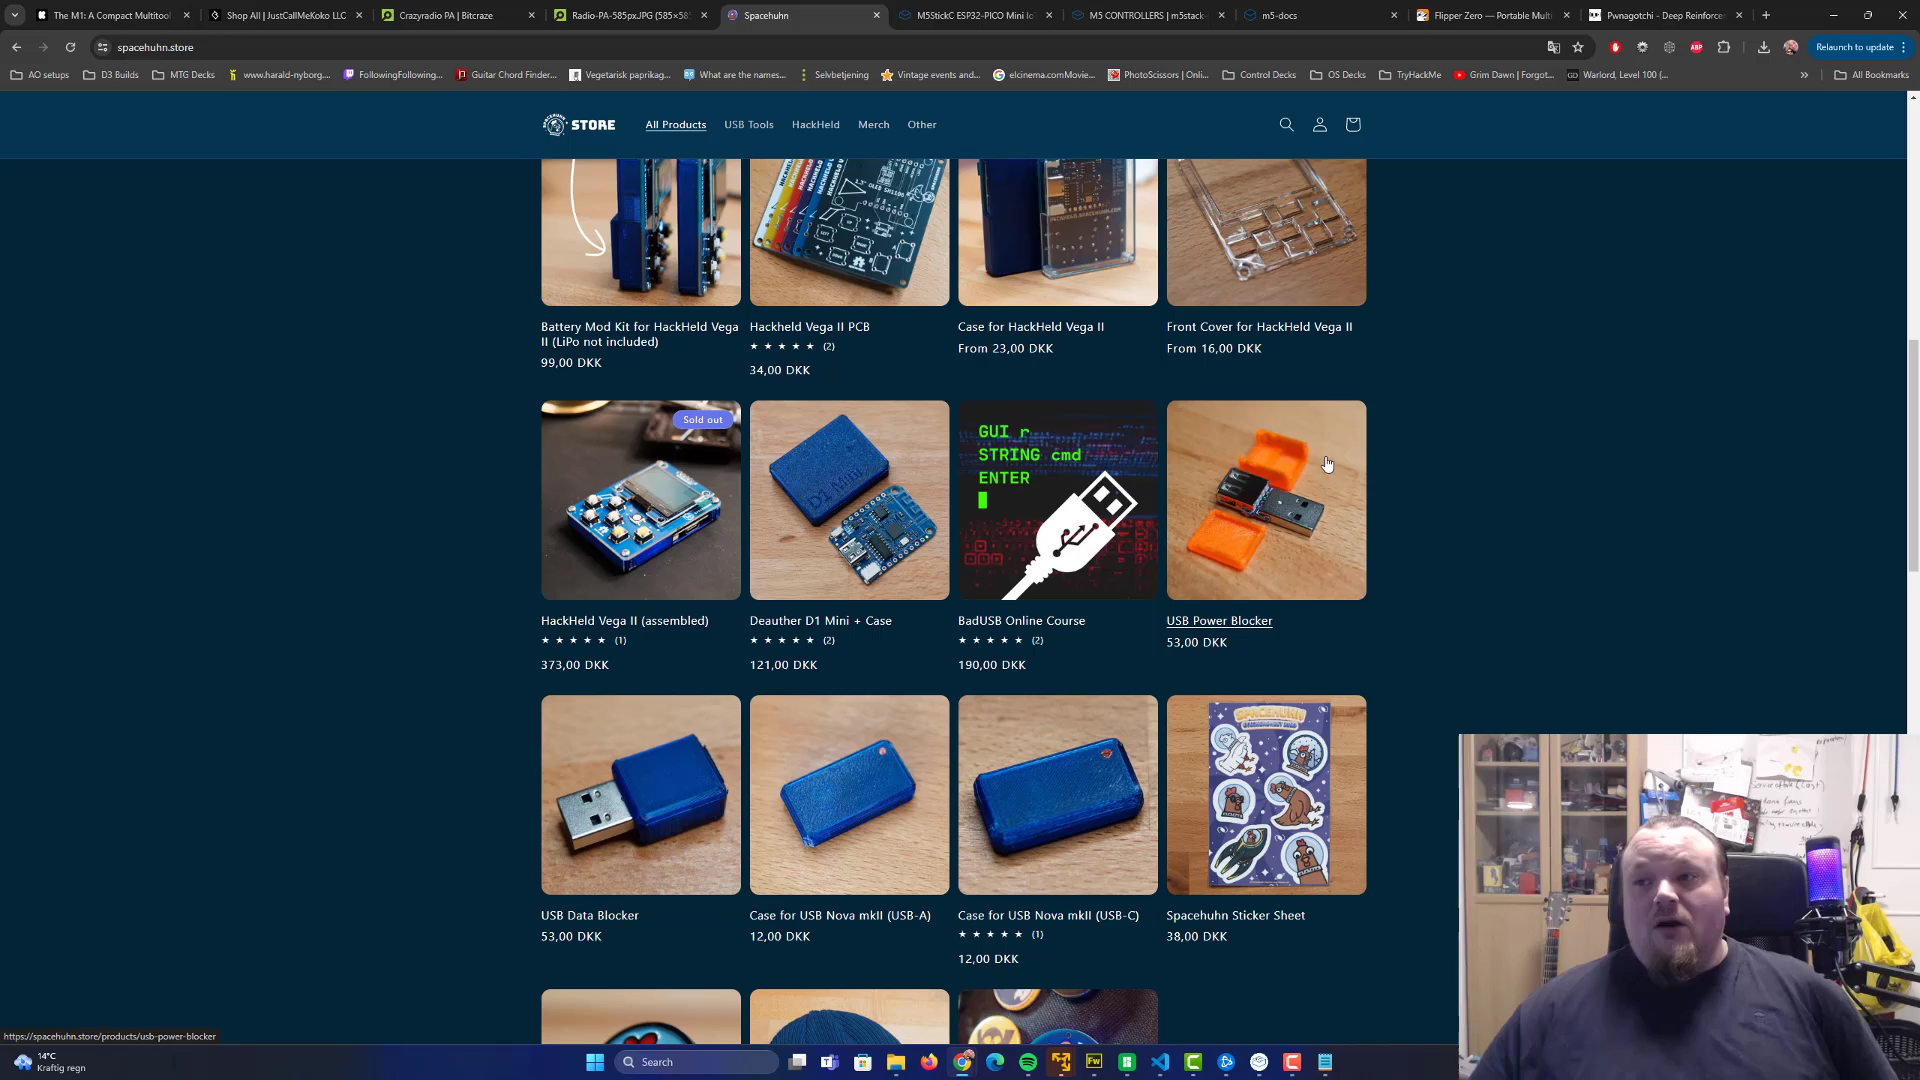 The M1: A Compact Multitool
Shop All | JustCallMeKoko LLC
Crazyradio PA | Bitcraze
Radio-PA-585px.JPG (585×58
Spacehuhn
M5StickC ESP32-PICO Mini Io
M5 CONTROLLERS | m5stack-
m5-docs
Flipper Zero — Portable Multi
Pwnagotchi - Deep Reinforce
spacehuhn.store
Relaunch to update
AO setups
D3 Builds
MTG Decks
www.harald-nyborg....
FollowingFollowing...
Guitar Chord Finder...
Vegetarisk paprikag...
What are the names...
Selvbetjening
Vintage events and...
elcinema.comMovie...
PhotoScissors | Onli...
Control Decks
OS Decks
TryHackMe
Grim Dawn | Forgot...
Warlord, Level 100 (...
All Bookmarks
SPACEHUHN STORE
All Products
USB Tools
HackHeld
Merch
Other
Battery Mod Kit for HackHeld Vega
II (LiPo not included)
99,00 DKK
Hackheld Vega II PCB
(2)
34,00 DKK
Case for HackHeld Vega II
From 23,00 DKK
Front Cover for HackHeld Vega II
From 16,00 DKK
Sold out
D1 Mini
GUI r
STRING cmd
ENTER
HackHeld Vega II (assembled)
(1)
373,00 DKK
Deauther D1 Mini + Case
(2)
121,00 DKK
BadUSB Online Course
(2)
190,00 DKK
USB Power Blocker
53,00 DKK
SPACEHUHN
USB Data Blocker
53,00 DKK
Case for USB Nova mkII (USB-A)
12,00 DKK
Case for USB Nova mkII (USB-C)
(1)
12,00 DKK
Spacehuhn Sticker Sheet
38,00 DKK
https://spacehuhn.store/products/usb-power-blocker
14°C
Kraftig regn
Search